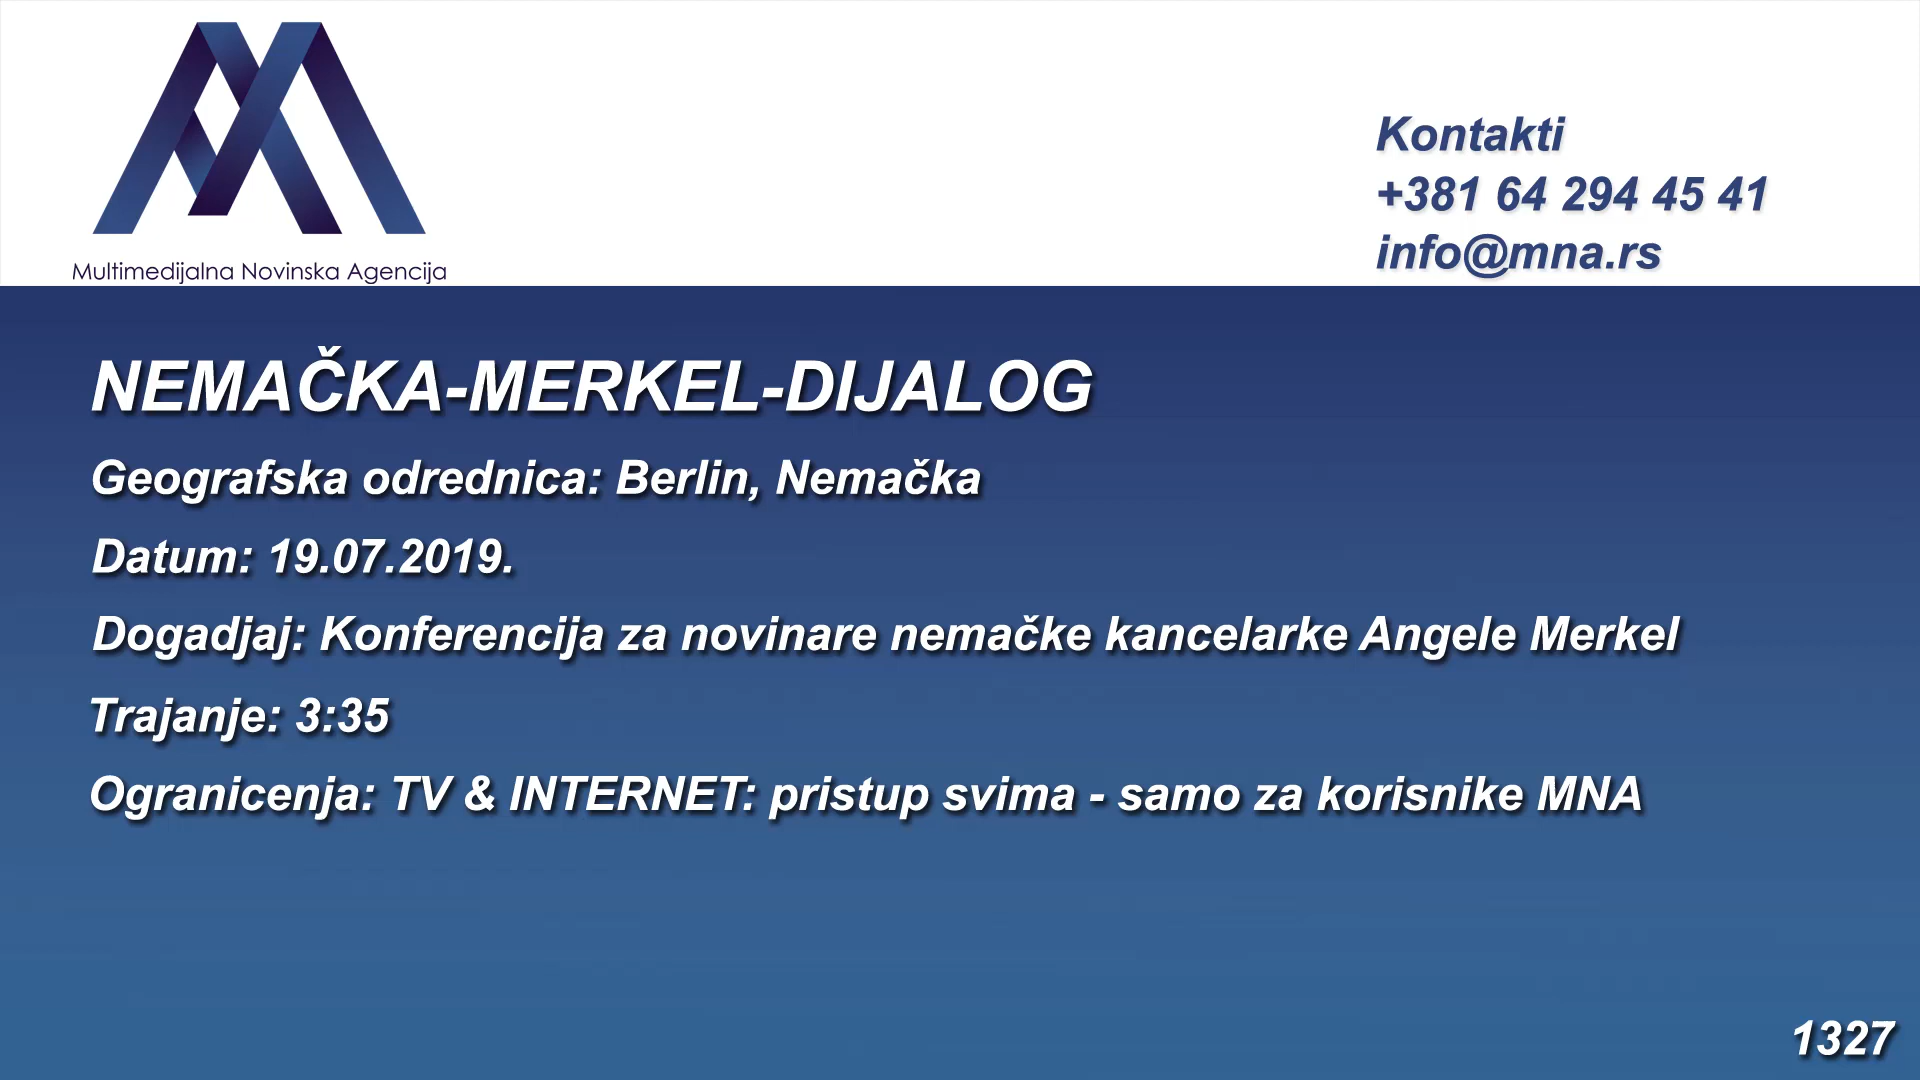 Multimedijalna Novinska Agencija
Kontakti
+381 64 294 45 41
info@mna.rs
NEMAČKA-MERKEL-DIJALOG
Geografska odrednica: Berlin, Nemačka
Datum: 19.07.2019.
Dogadjaj: Konferencija za novinare nemačke kancelarke Angele Merkel
Trajanje: 3:35
Ogranicenja: TV & INTERNET: pristup svima - samo za korisnike MNA
1327